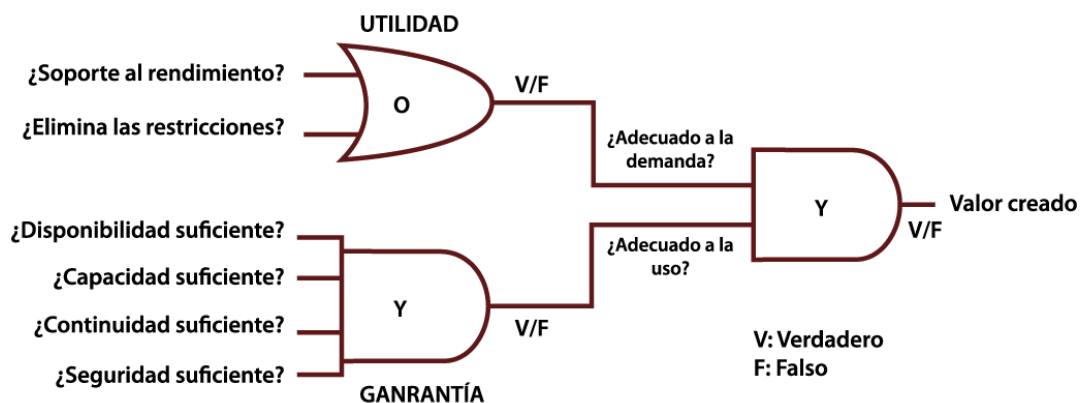 UTILIDAD
¿Soporte al rendimiento?
¿Elimina las restricciones?
O
V/F
¿Adecuado a la
demanda?
¿Disponibilidad suficiente?
¿Capacidad suficiente?
¿Continuidad suficiente?
¿Seguridad suficiente?
Y
V/F
GANRANTÍA
¿Adecuado a la
uso?
Y
Valor creado
V/F
V: Verdadero
F: Falso